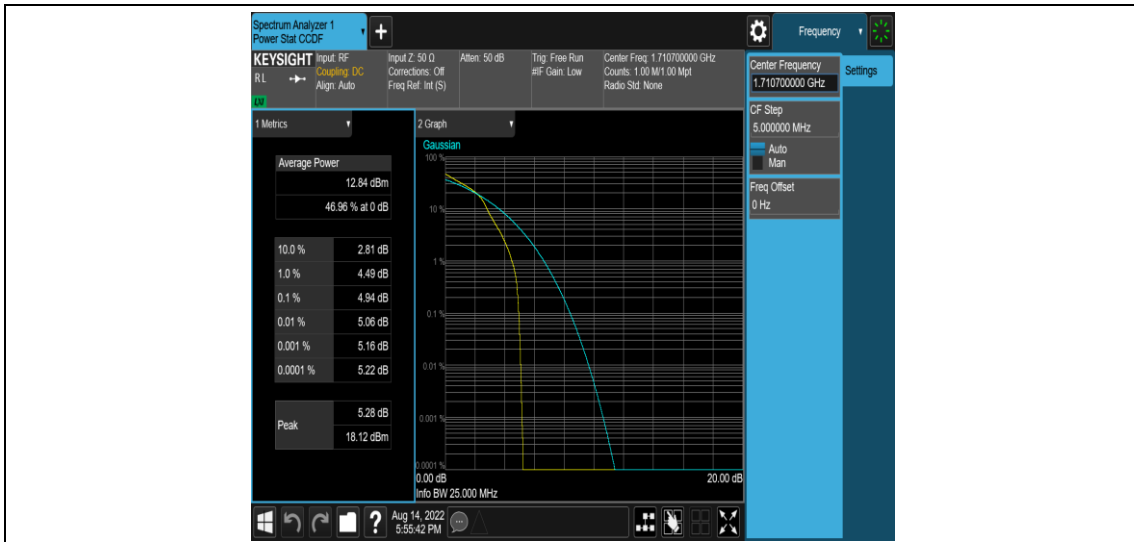 Spectrum Analyzer 1
Power Stat CCDF
Frequency
KEYSIGHT
RL
Input: RF
Coupling: DC
Align: Auto
Input Z: 50 Ω
Corrections: Off
Freq Ref: Int (S)
Atten: 50 dB
Trig: Free Run
#IF Gain: Low
Center Freq: 1.710700000 GHz
Counts: 1.00 M/1.00 Mpt
Radio Std: None
Center Frequency
1.710700000 GHz
Settings
CF Step
5.000000 MHz
Auto
Man
Freq Offset
0 Hz
1 Metrics
Average Power
12.84 dBm
46.96 % at 0 dB
10.0 % 2.81 dB
1.0 % 4.49 dB
0.1 % 4.94 dB
0.01 % 5.06 dB
0.001 % 5.16 dB
0.0001 % 5.22 dB
Peak
5.28 dB
18.12 dBm
2 Graph
Gaussian
100 %
10 %
1 %
0.1 %
0.01 %
0.001 %
0.0001 %
0.00 dB 20.00 dB
Info BW 25.000 MHz
Aug 14, 2022
5:55:42 PM